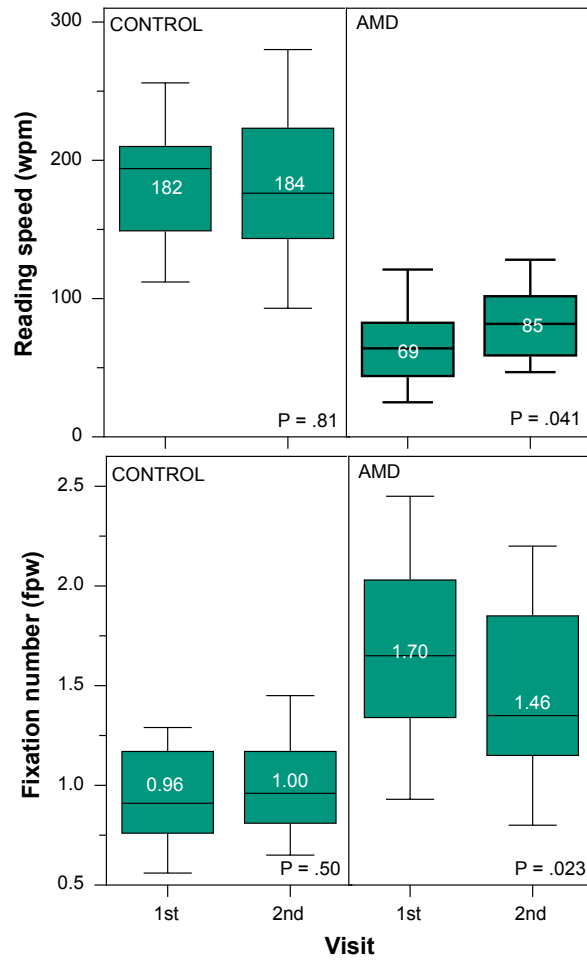 300
CONTROL
AMD
200
182
184
100
69
85
0
P = .81
P = .041
Reading speed (wpm)
2.5
CONTROL
AMD
2.0
1.70
1.5
1.46
1.0
0.96
1.00
0.5
P = .50
P = .023
Fixation number (fpw)
1st
2nd
1st
2nd
Visit